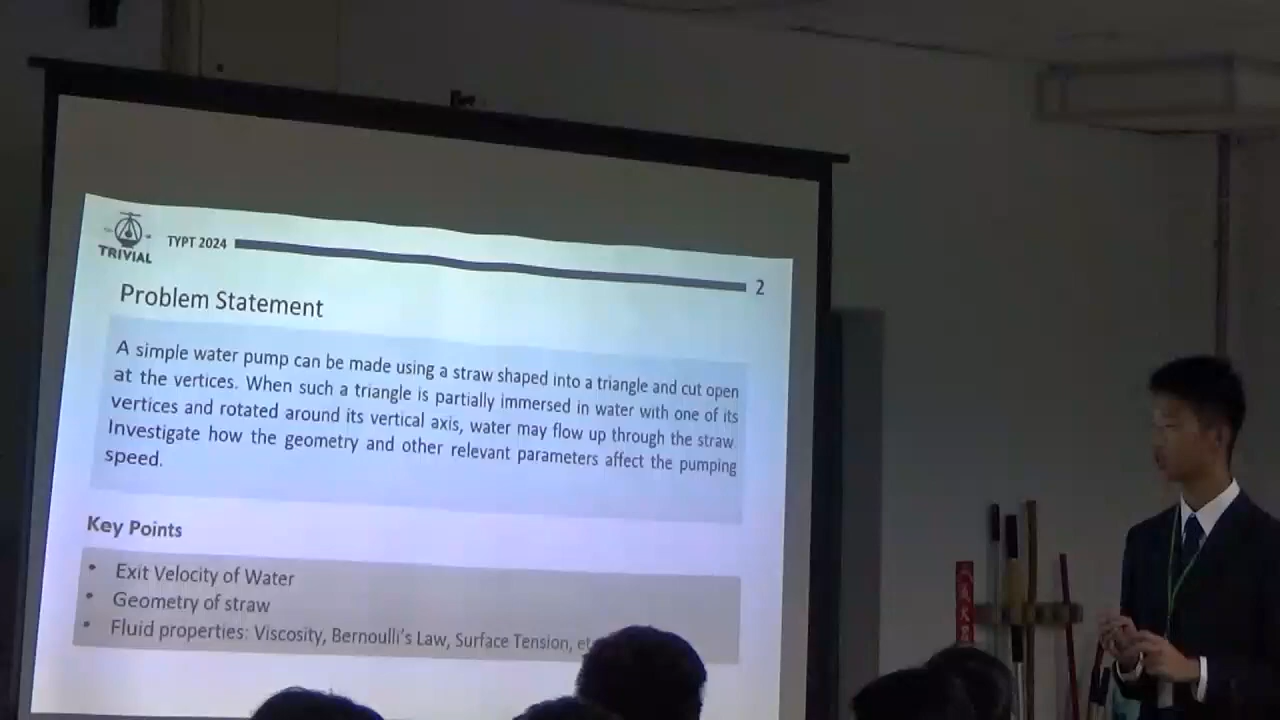 TRIVIAL
TYPT 2024
2
Problem Statement
A simple water pump can be made using a straw shaped into a triangle and cut open
at the vertices. When such a triangle is partially immersed in water with one of its
vertices and rotated around its vertical axis, water may flow up through the straw.
Investigate how the geometry and other relevant parameters affect the pumping
speed.
Key Points
• Exit Velocity of Water
• Geometry of straw
• Fluid properties: Viscosity, Bernoulli's Law, Surface Tension,